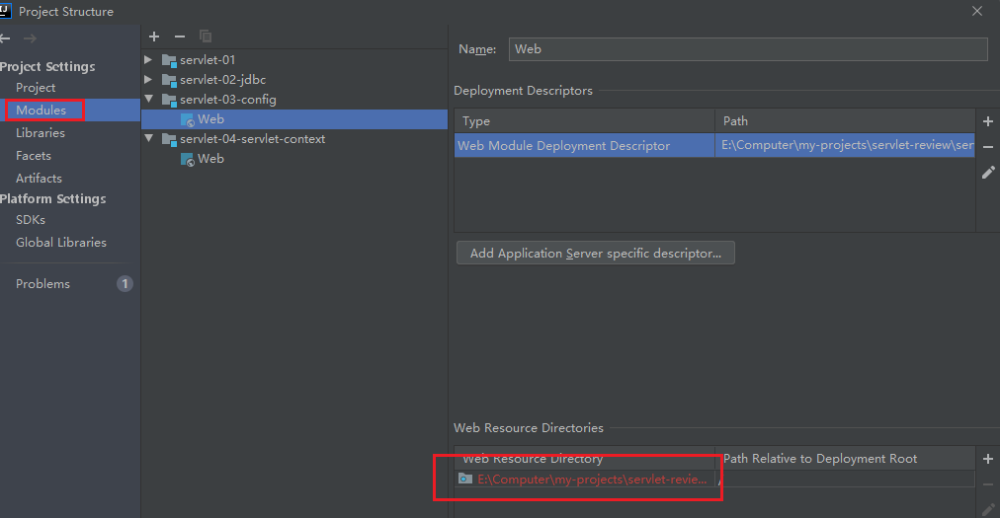 Project Structure
Project Settings
Project
Modules
Libraries
Facets
Artifacts
Platform Settings
SDKs
Global Libraries
Problems
1
servlet-01
servlet-02-jdbc
servlet-03-config
Web
servlet-04-servlet-context
Web
Name: Web
Deployment Descriptors
Type Path
Web Module Deployment Descriptor E:\Computer\my-projects\servlet-review\ser
Add Application Server specific descriptor...
Web Resource Directories
Web Resource Directory Path Relative to Deployment Root
E:\Computer\my-projects\servlet-revie... /